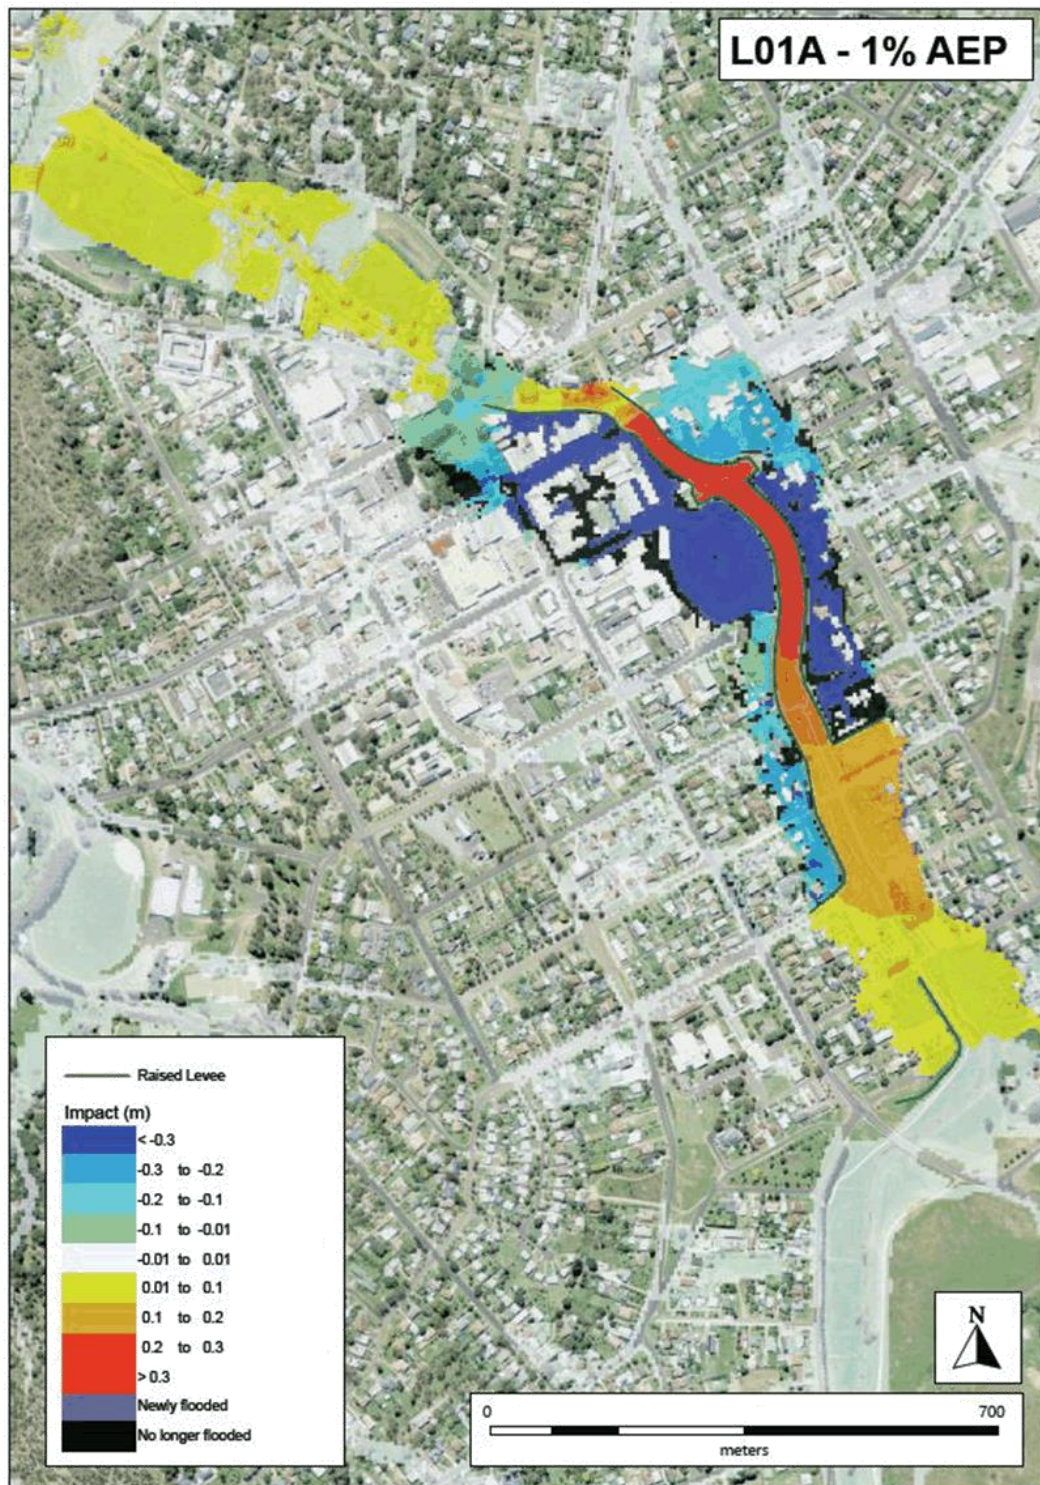 L01A - 1% AEP
Raised Levee
Impact (m)
< -0.3
-0.3 to -0.2
-0.2 to -0.1
-0.1 to -0.01
-0.01 to 0.01
0.01 to 0.1
0.1 to 0.2
0.2 to 0.3
> 0.3
Newly flooded
No longer flooded
N
0 700
meters